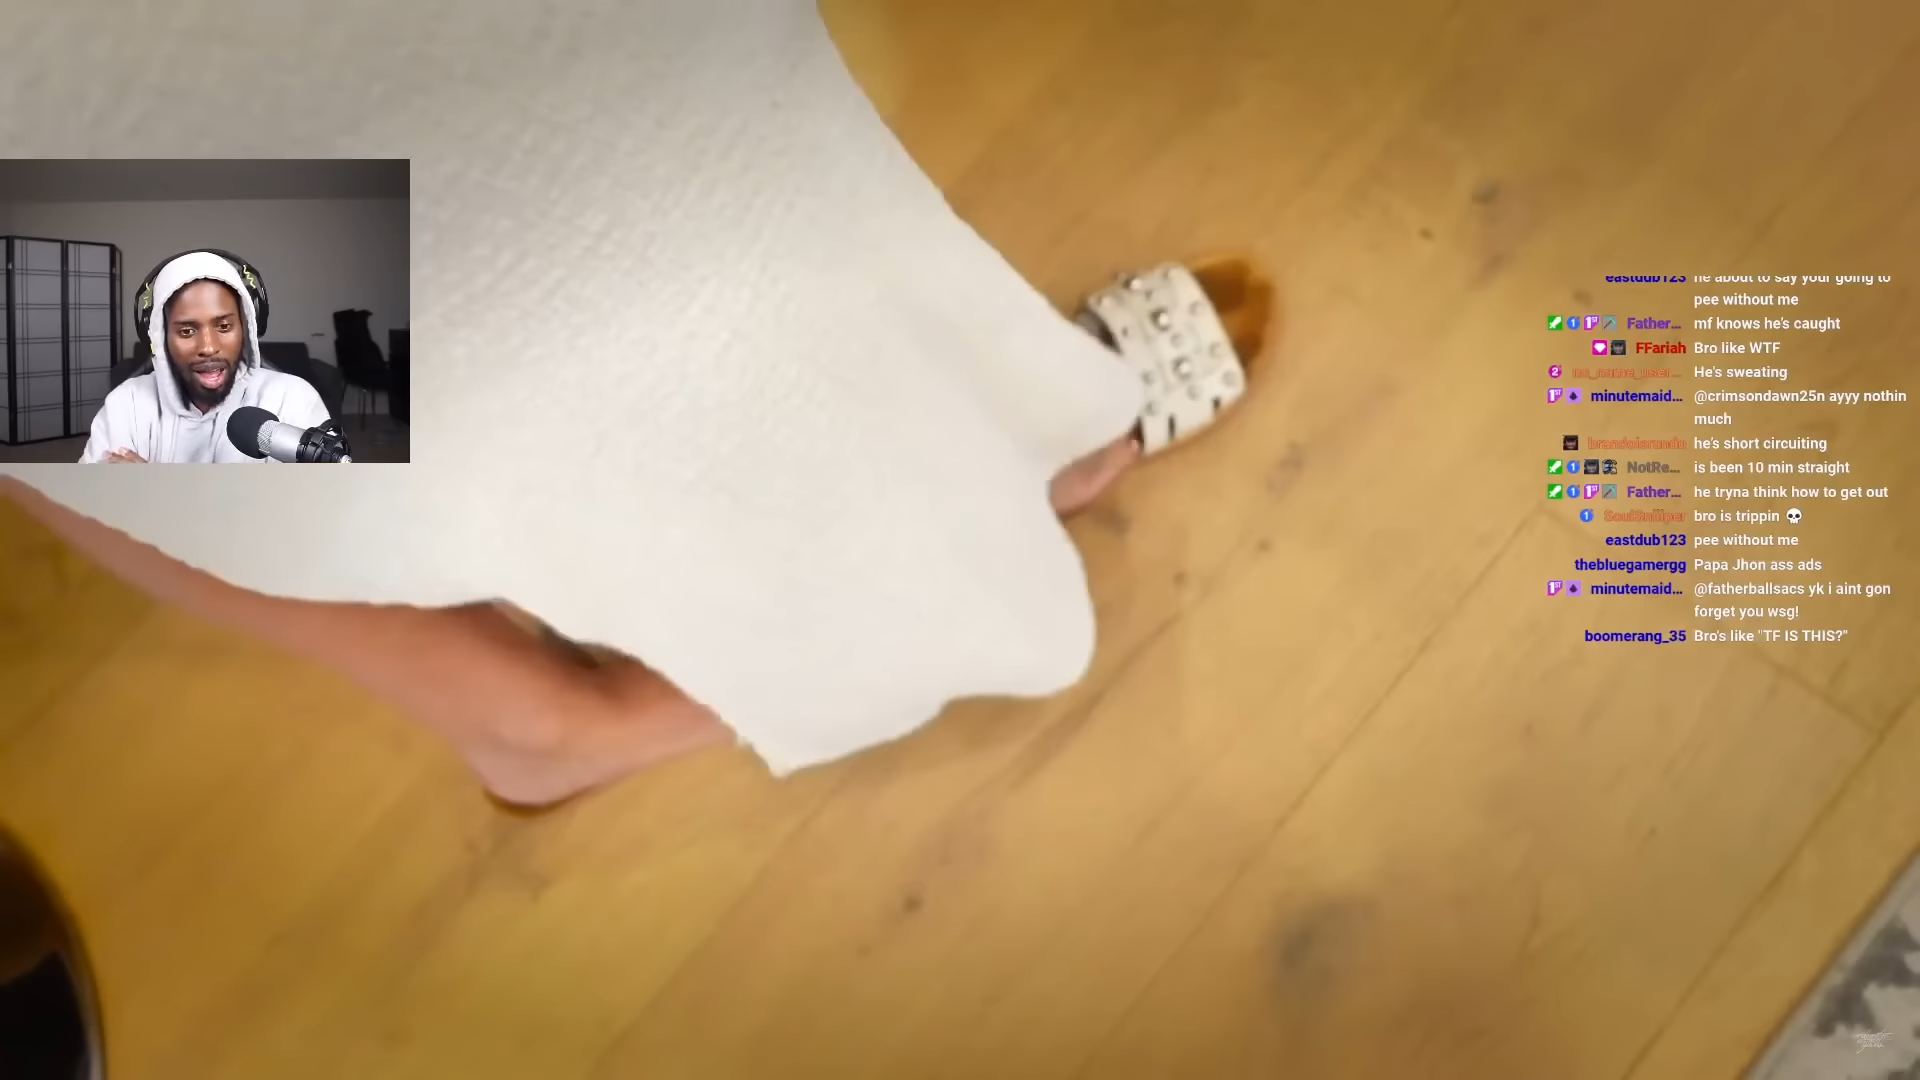 eastdub123 he about to say your going to
pee without me
Father... mf knows he's caught
FFariah Bro like WTF
He's sweating
minutemaid... @crimsondawn25n ayyy nothin
much
brandoisrando he's short circuiting
NotRe... is been 10 min straight
Father... he tryna think how to get out
bro is trippin 💀
eastdub123 pee without me
thebluegamergg Papa Jhon ass ads
minutemaid... @fatherballsacs yk i aint gon
forget you wsg!
boomerang_35 Bro's like "TF IS THIS?"